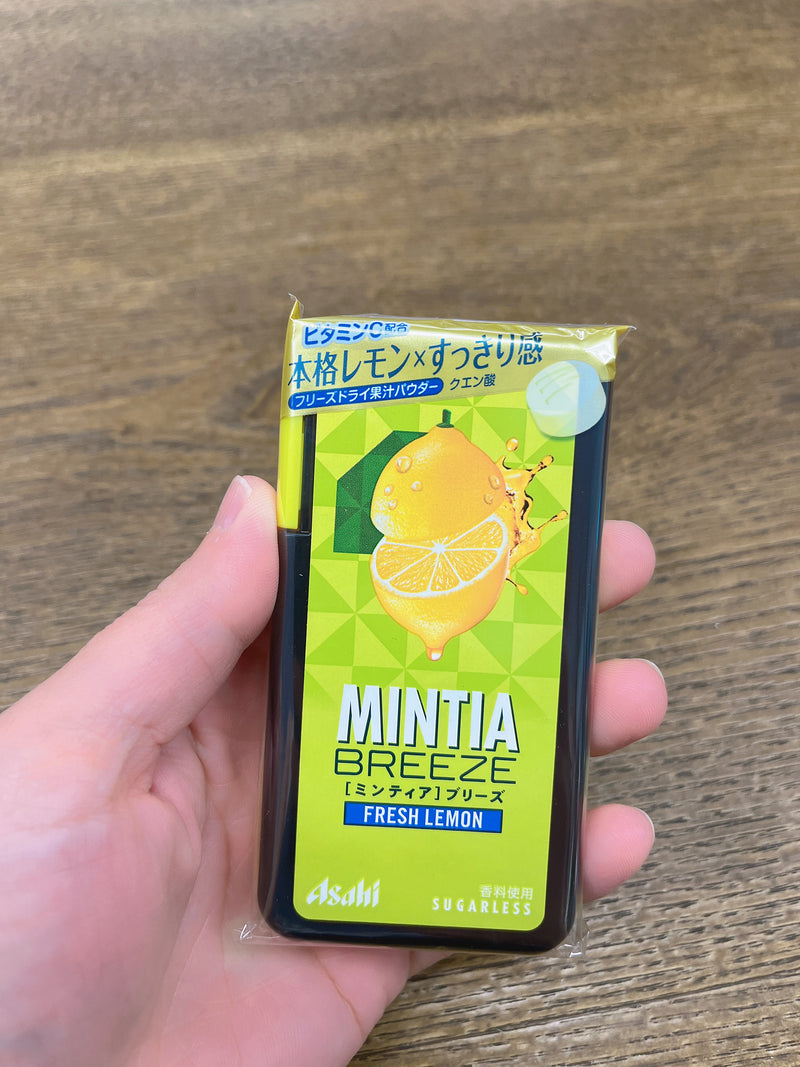 ビタミンC配合
本格レモン×すっきり感
フリーズドライ果汁パウダー クエン酸
MINTIA
BREEZE
[ミンティア]ブリーズ
FRESH LEMON
Asahi
香料使用
SUGARLESS